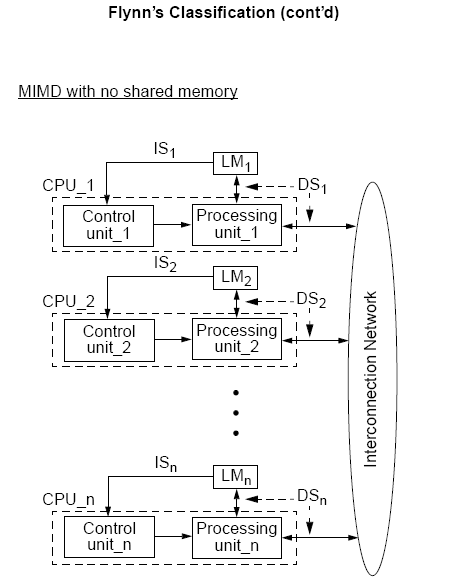 Flynn's Classification (cont'd)
MIMD with no shared memory
IS1
LM1
CPU_1
DS1
Control
unit_1
Processing
unit_1
IS2
LM2
CPU_2
DS2
Control
unit_2
Processing
unit_2
Interconnection Network
ISn
LMn
CPU_n
DSn
Control
unit_n
Processing
unit_n